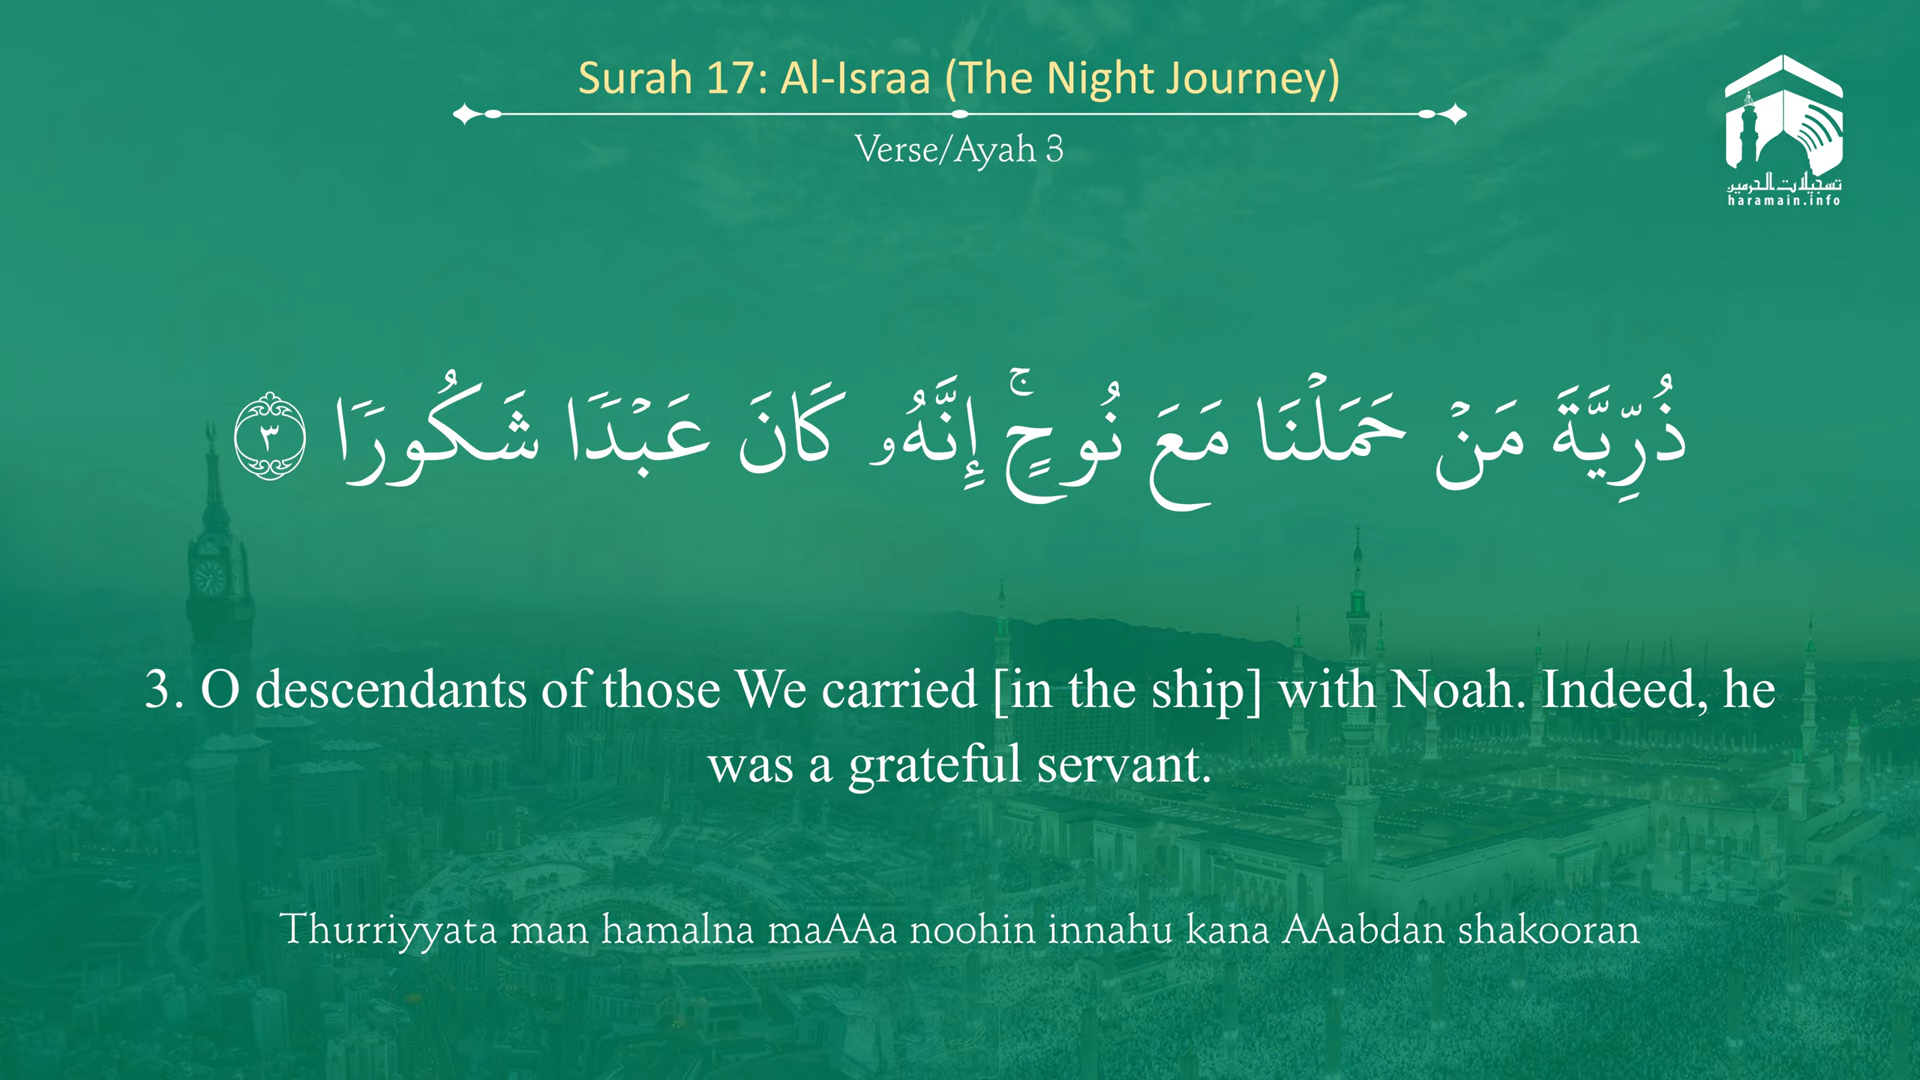 Surah 17: Al-Israa (The Night Journey)
Verse/Ayah 3
تسجيلات الحرمين
haramain.info
ذُرِّيَّةَ مَنْ حَمَلْنَا مَعَ نُوحٍ ۚ إِنَّهُۥ كَانَ عَبْدًا شَكُورًا ٣
3. O descendants of those We carried [in the ship] with Noah. Indeed, he
was a grateful servant.
Thurriyyata man hamalna maAAa noohin innahu kana AAabdan shakooran